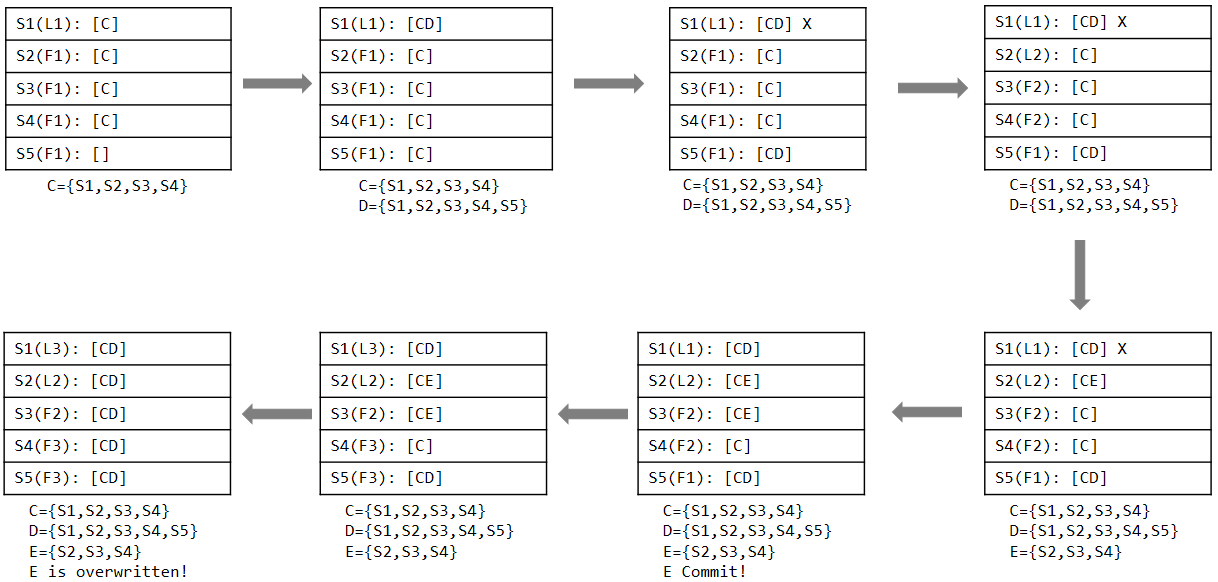 S1(L1): [C]
S2(F1): [C]
S3(F1): [C]
S4(F1): [C]
S5(F1): []
C={S1,S2,S3,S4}
S1(L1): [CD]
S2(F1): [C]
S3(F1): [C]
S4(F1): [C]
S5(F1): [C]
C={S1,S2,S3,S4}
D={S1,S2,S3,S4,S5}
S1(L1): [CD] X
S2(F1): [C]
S3(F1): [C]
S4(F1): [C]
S5(F1): [CD]
C={S1,S2,S3,S4}
D={S1,S2,S3,S4,S5}
S1(L1): [CD] X
S2(L2): [C]
S3(F2): [C]
S4(F2): [C]
S5(F1): [CD]
C={S1,S2,S3,S4}
D={S1,S2,S3,S4,S5}
S1(L1): [CD] X
S2(L2): [CE]
S3(F2): [C]
S4(F2): [C]
S5(F1): [CD]
C={S1,S2,S3,S4}
D={S1,S2,S3,S4,S5}
E={S2,S3,S4}
S1(L1): [CD]
S2(L2): [CE]
S3(F2): [CE]
S4(F2): [C]
S5(F1): [CD]
C={S1,S2,S3,S4}
D={S1,S2,S3,S4,S5}
E={S2,S3,S4}
E Commit!
S1(L3): [CD]
S2(L2): [CE]
S3(F2): [CE]
S4(F3): [C]
S5(F3): [CD]
C={S1,S2,S3,S4}
D={S1,S2,S3,S4,S5}
E={S2,S3,S4}
S1(L3): [CD]
S2(L2): [CD]
S3(F2): [CD]
S4(F3): [CD]
S5(F3): [CD]
C={S1,S2,S3,S4}
D={S1,S2,S3,S4,S5}
E={S2,S3,S4}
E is overwritten!